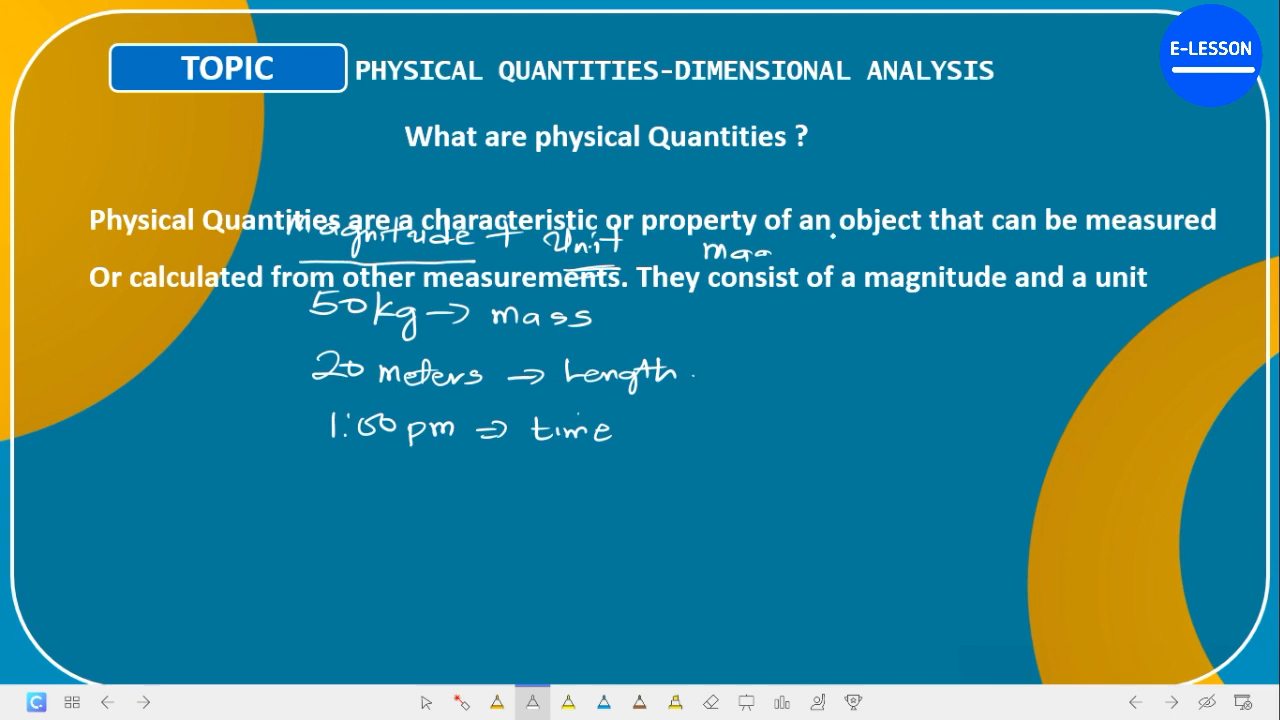 TOPIC
PHYSICAL QUANTITIES-DIMENSIONAL ANALYSIS
E-LESSON
What are physical Quantities ?
Physical Quantities are a characteristic or property of an object that can be measured
Magnitude + Unit
Or calculated from other measurements. They consist of a magnitude and a unit
50kg → mass
20 meters → Length.
1:00 pm ⇒ time